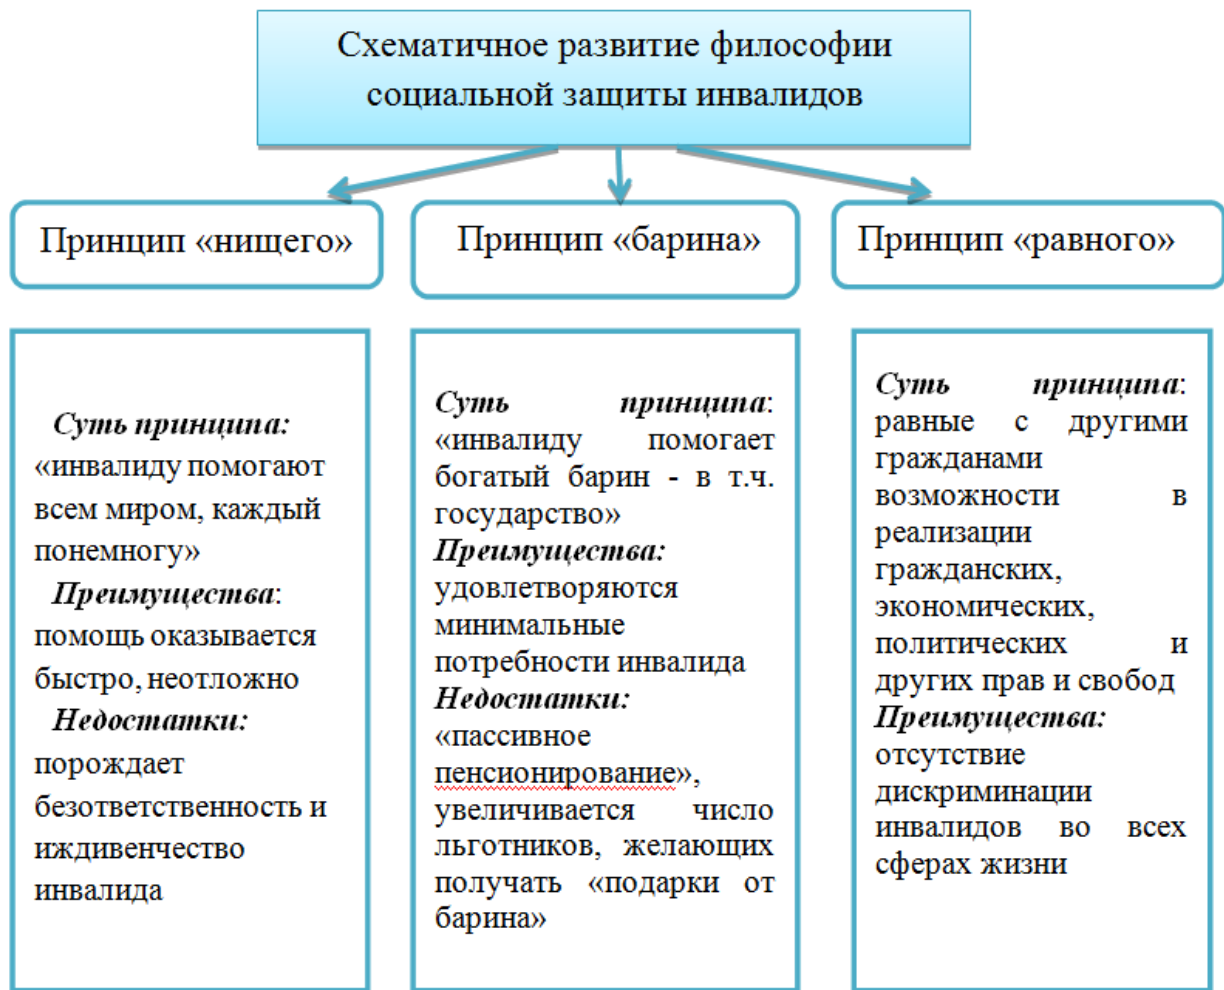 Схематичное развитие философии
социальной защиты инвалидов
Принцип «нищего»
Принцип «барина»
Принцип «равного»
Суть принципа:
«инвалиду помогают
всем миром, каждый
понемногу»
Преимущества:
помощь оказывается
быстро, неотложно
Недостатки:
порождает
безответственность и
иждивенчество
инвалида
Суть принципа:
«инвалиду помогает
богатый барин - в т.ч.
государство»
Преимущества:
удовлетворяются
минимальные
потребности инвалида
Недостатки:
«пассивное
пенсионирование»,
увеличивается число
льготников, желающих
получать «подарки от
барина»
Суть принципа:
равные с другими
гражданами
возможности в
реализации
гражданских,
экономических,
политических и
других прав и свобод
Преимущества:
отсутствие
дискриминации
инвалидов во всех
сферах жизни